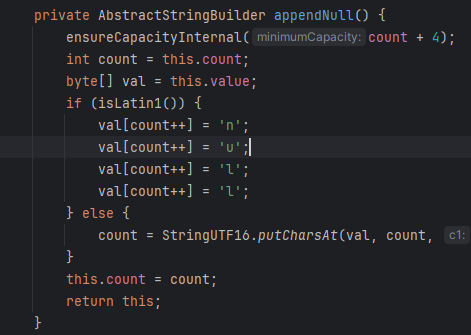 private AbstractStringBuilder appendNull() {
ensureCapacityInternal( minimumCapacity: count + 4);
int count = this.count;
byte[] val = this.value;
if (isLatin1()) {
val[count++] = 'n';
val[count++] = 'u';
val[count++] = 'l';
val[count++] = 'l';
} else {
count = StringUTF16.putCharsAt(val, count, c1:
}
this.count = count;
return this;
}